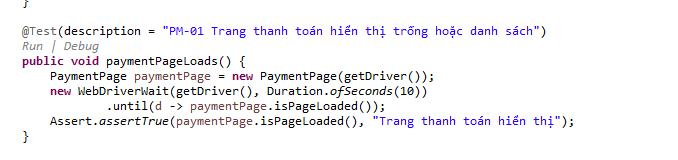 }
@Test(description = "PM-01 Trang thanh toán hiển thị trống hoặc danh sách")
Run | Debug
public void paymentPageLoads() {
PaymentPage paymentPage = new PaymentPage(getDriver());
new WebDriverWait(getDriver(), Duration.ofSeconds(10))
.until(d -> paymentPage.isPageLoaded());
Assert.assertTrue(paymentPage.isPageLoaded(), "Trang thanh toán hiển thị");
}